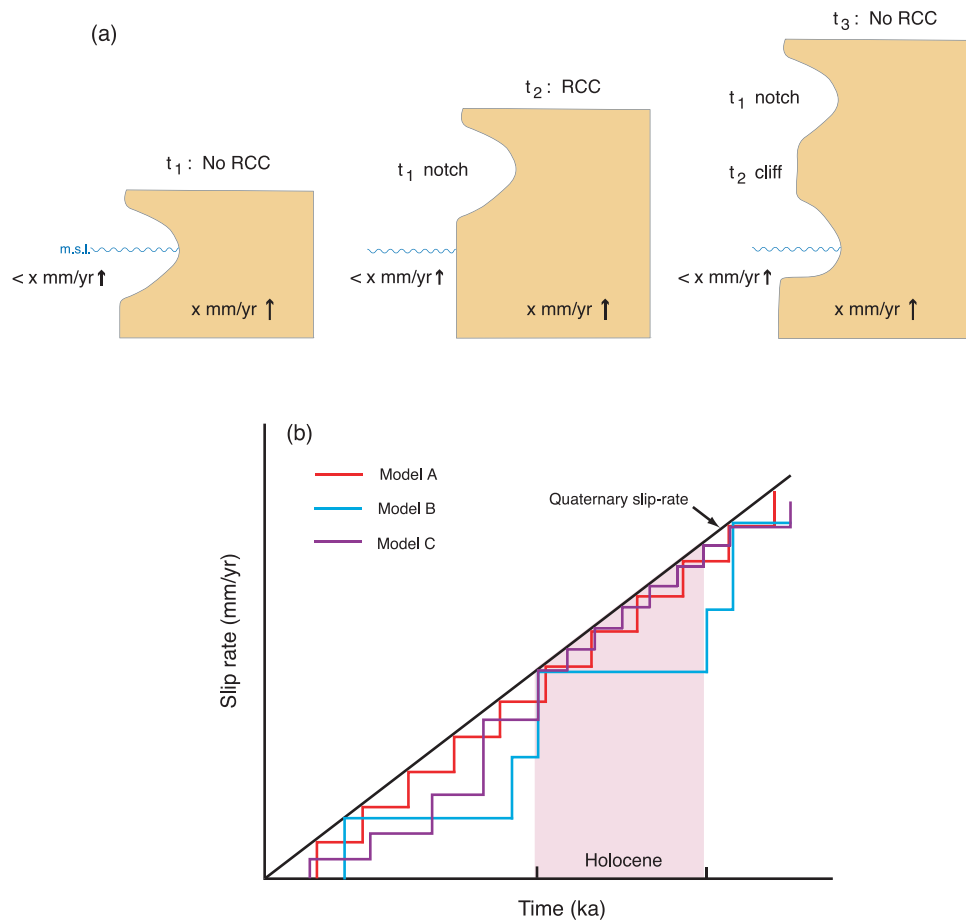 (a)
t1: No RCC
m.s.l.
< x mm/yr ↑
x mm/yr ↑
t2: RCC
t1 notch
< x mm/yr ↑
x mm/yr ↑
t3: No RCC
t1 notch
t2 cliff
< x mm/yr ↑
x mm/yr ↑
(b)
Model A
Model B
Model C
Quaternary slip-rate
Slip rate (mm/yr)
Holocene
Time (ka)